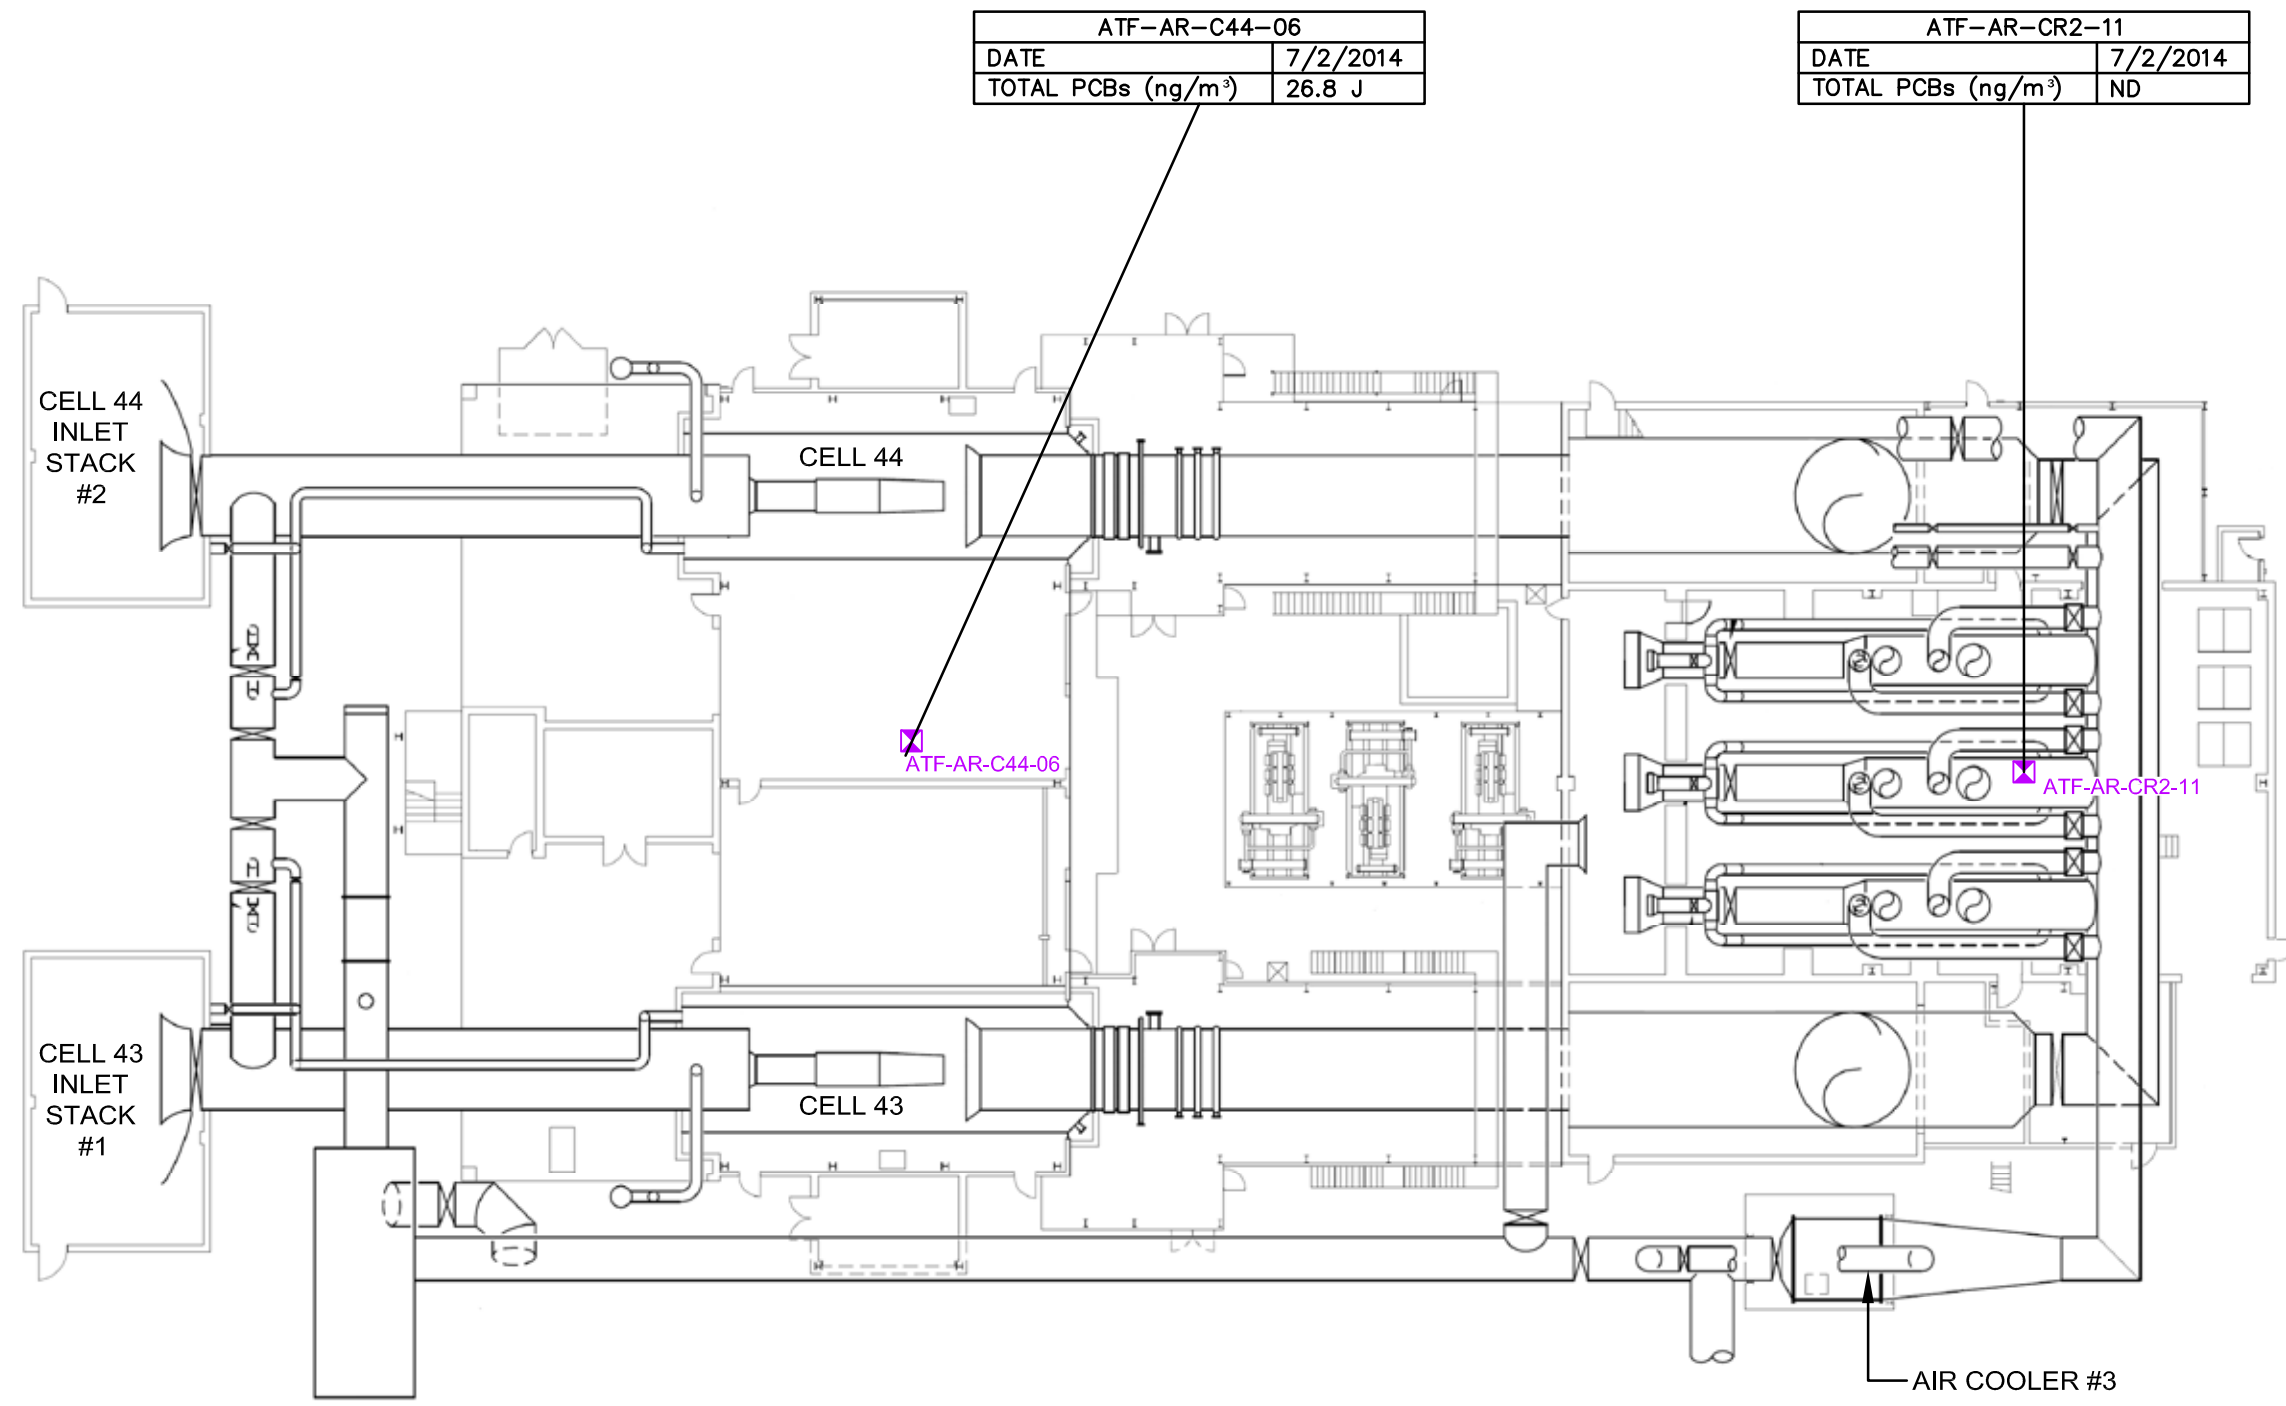 ATF-AR-C44-06
DATE 7/2/2014
TOTAL PCBs (ng/m³) 26.8 J
ATF-AR-CR2-11
DATE 7/2/2014
TOTAL PCBs (ng/m³) ND
CELL 44
INLET
STACK
#2
CELL 44
ATF-AR-C44-06
ATF-AR-CR2-11
CELL 43
INLET
STACK
#1
CELL 43
AIR COOLER #3